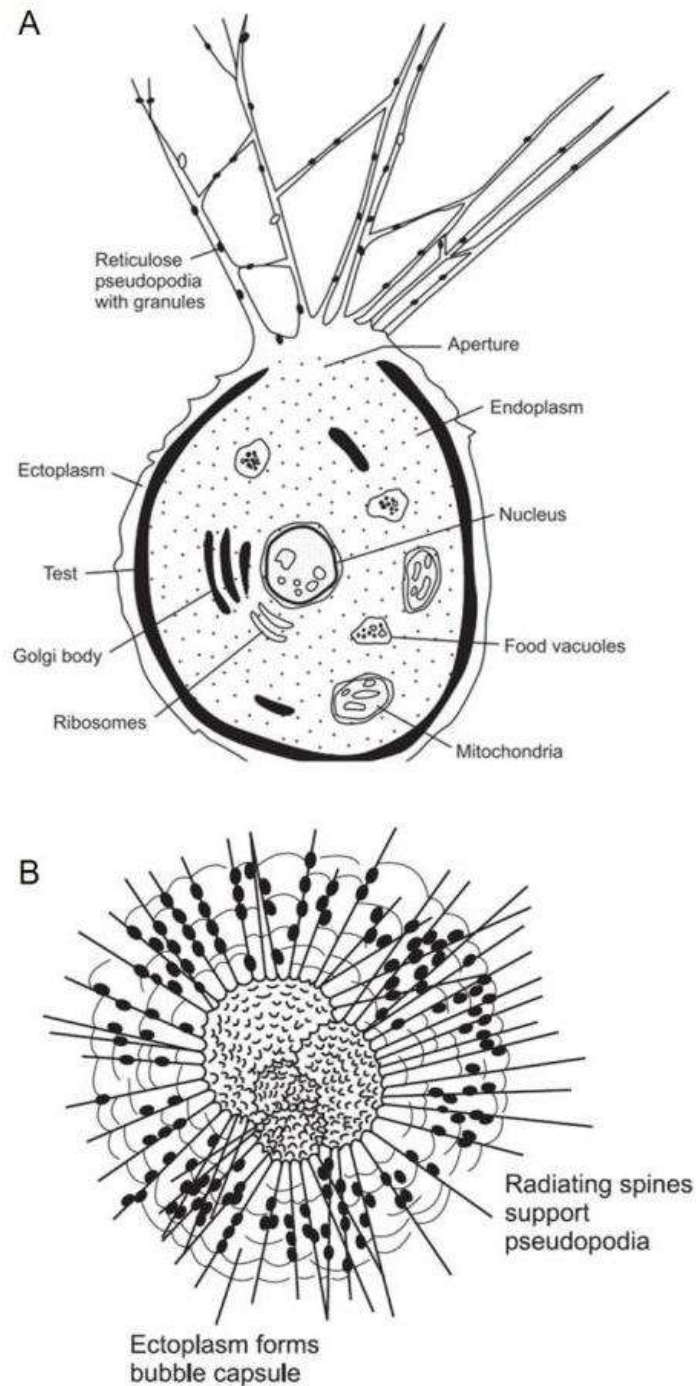 A
Reticulose
pseudopodia
with granules
Aperture
Endoplasm
Ectoplasm
Nucleus
Test
Golgi body
Food vacuoles
Ribosomes
Mitochondria
B
Radiating spines
support
pseudopodia
Ectoplasm forms
bubble capsule